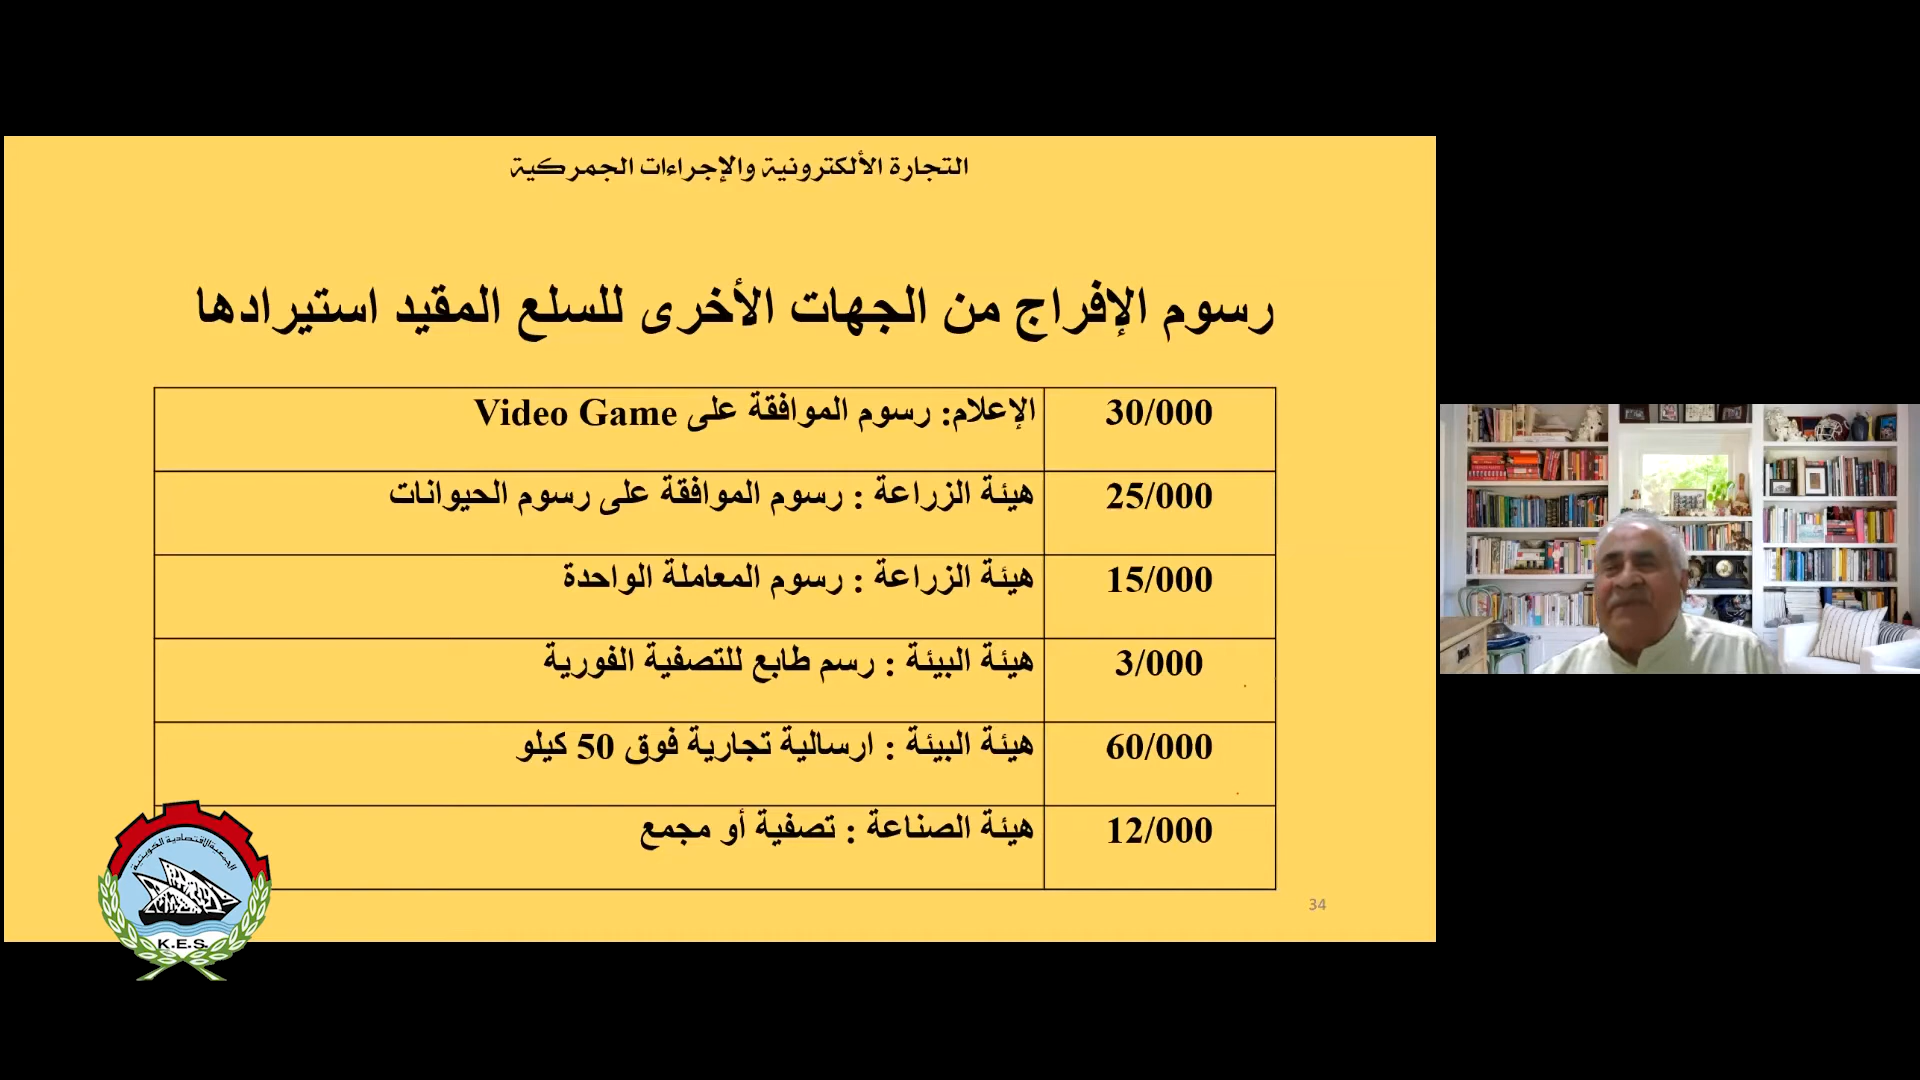 التجارة الألكترونية والإجراءات الجمركية
رسوم الإفراج من الجهات الأخرى للسلع المقيد استيرادها
30/000 الإعلام: رسوم الموافقة على Video Game
25/000 هيئة الزراعة : رسوم الموافقة على رسوم الحيوانات
15/000 هيئة الزراعة : رسوم المعاملة الواحدة
3/000 هيئة البيئة : رسم طابع للتصفية الفورية
60/000 هيئة البيئة : ارسالية تجارية فوق 50 كيلو
12/000 هيئة الصناعة : تصفية أو مجمع
34
الجمعية الاقتصادية الكويتية
K.E.S.